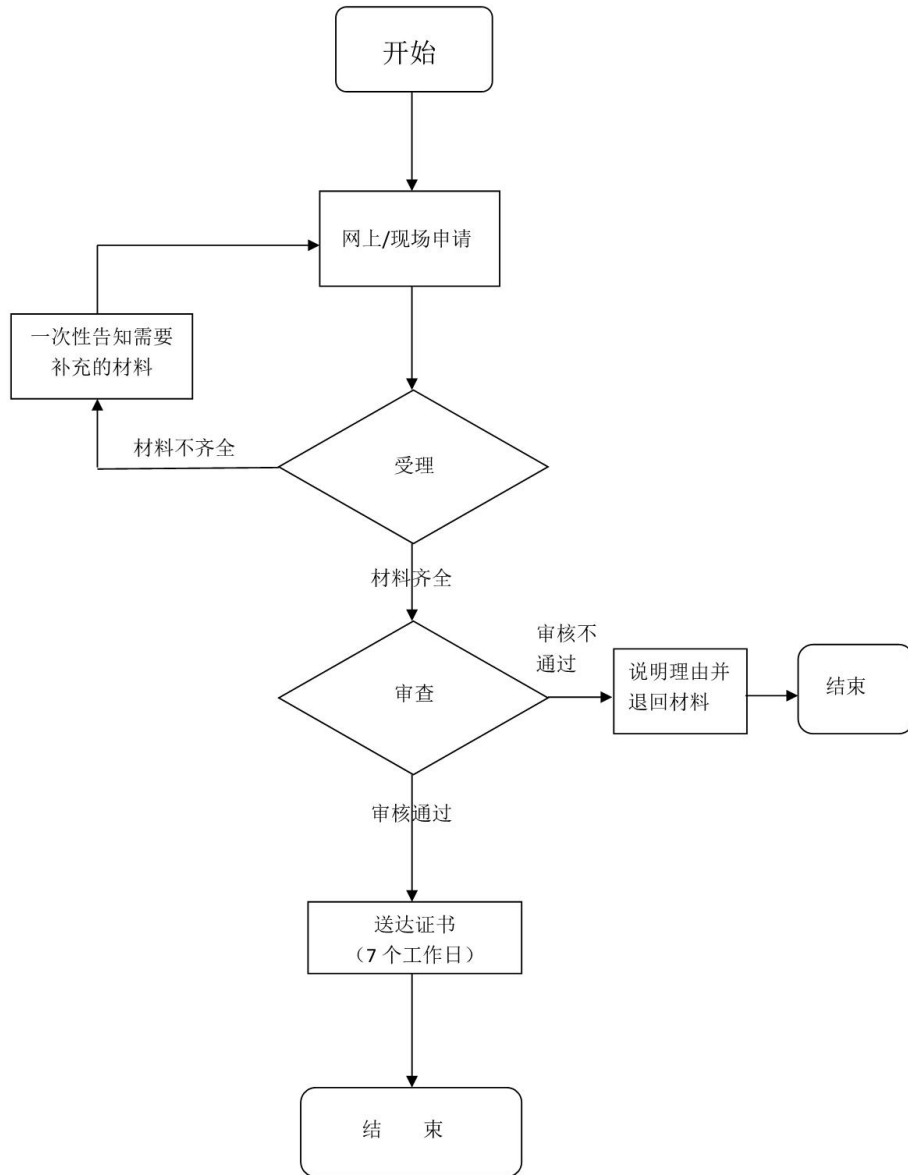 开始
网上/现场申请
一次性告知需要
补充的材料
材料不齐全
受理
材料齐全
审核不
通过
审查
说明理由并
退回材料
结束
审核通过
送达证书
（7 个工作日）
结 束